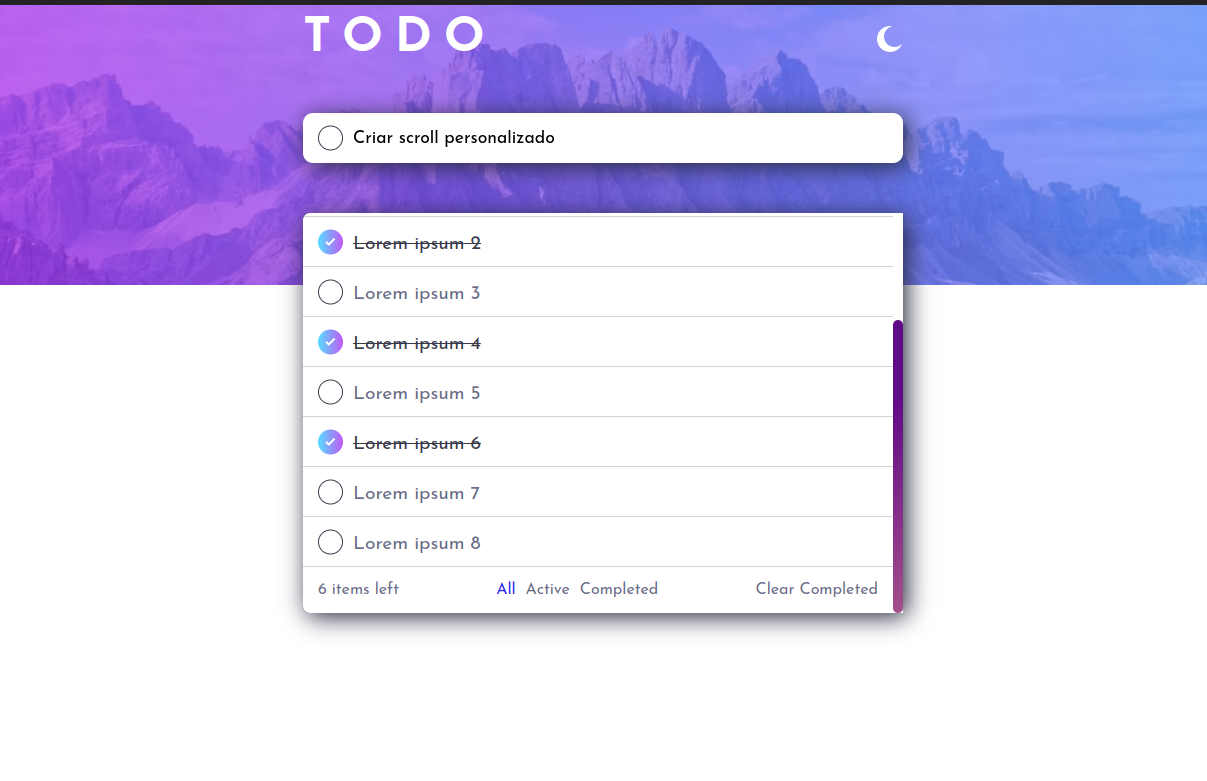 TODO
Criar scroll personalizado
Lorem ipsum 2
Lorem ipsum 3
Lorem ipsum 4
Lorem ipsum 5
Lorem ipsum 6
Lorem ipsum 7
Lorem ipsum 8
6 items left All Active Completed Clear Completed